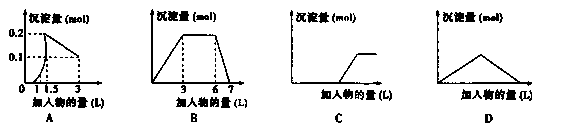 沉淀量 (mol)
0.2
0.1
0 1 1.5 3
加入物的量 (L)
A
沉淀量 (mol)
3 6 7
加入物的量 (L)
B
沉淀量 (mol)
加入物的量 (L)
C
沉淀量 (mol)
加入物的量 (L)
D